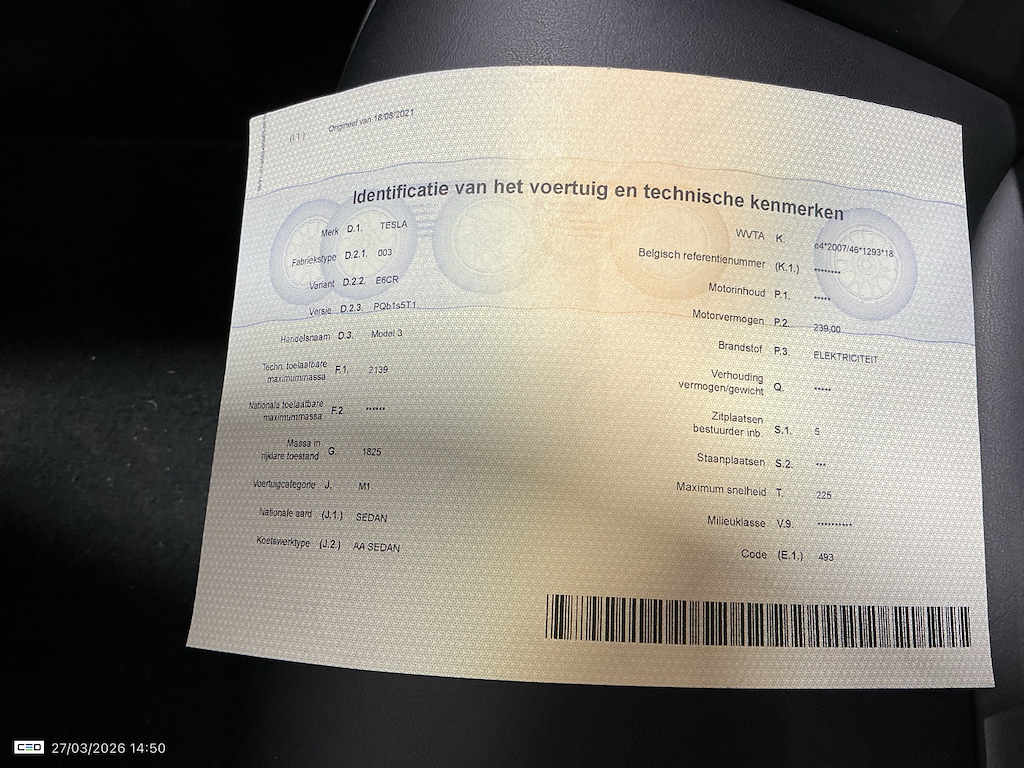 (I.1) Origineel van 18/08/2021
Identificatie van het voertuig en technische kenmerken
Merk D.1. TESLA
Fabriekstype D.2.1. 003
Variant D.2.2. E6CR
Versie D.2.3. PQb1s5T1
Handelsnaam D.3. Model 3
Techn. toelaatbare
maximummassa F.1. 2139
Nationale toelaatbare
maximummassa F.2. ******
Massa in
rijklare toestand G. 1825
Voertuigcategorie J. M1
Nationale aard (J.1.) SEDAN
Koetswerktype (J.2.) AA SEDAN
WVTA K. e4*2007/46*1293*18
Belgisch referentienummer (K.1.) ********
Motorinhoud P.1. *****
Motorvermogen P.2. 239,00
Brandstof P.3. ELEKTRICITEIT
Verhouding
vermogen/gewicht Q. *****
Zitplaatsen
bestuurder inb. S.1. 5
Staanplaatsen S.2. ***
Maximum snelheid T. 225
Milieuklasse V.9. **********
Code (E.1.) 493
27/03/2026 14:50